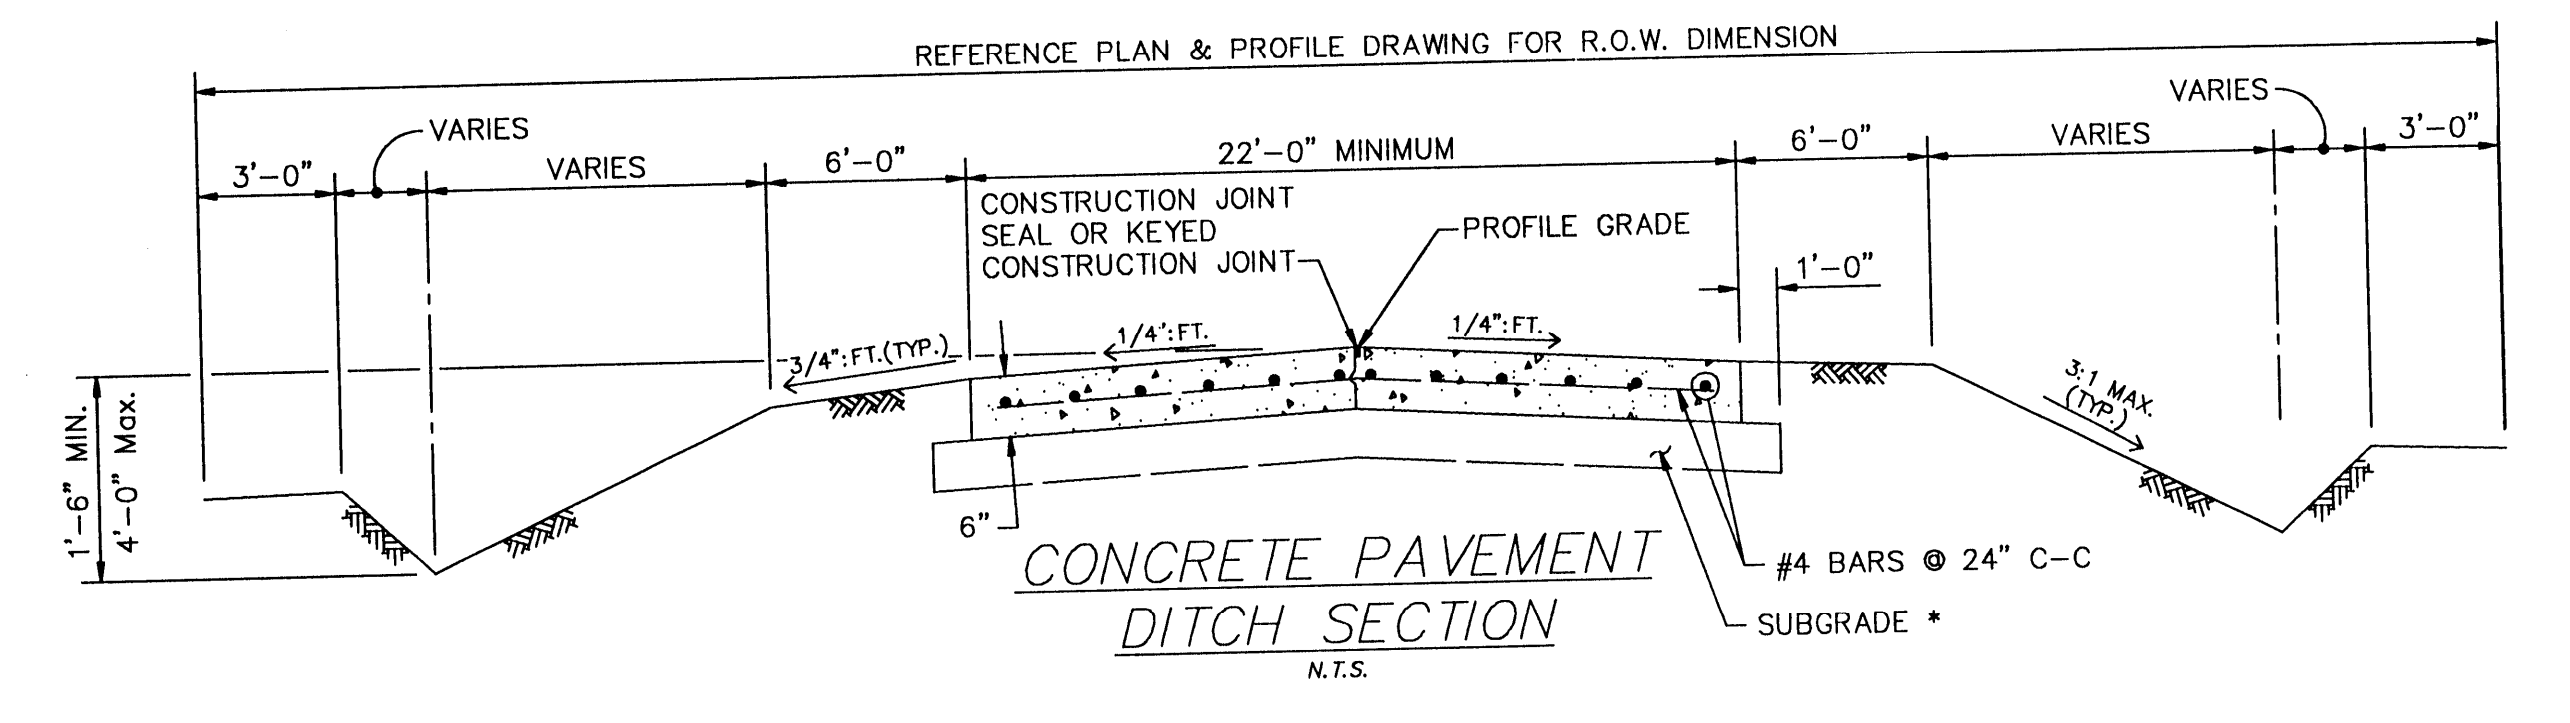 REFERENCE PLAN & PROFILE DRAWING FOR R.O.W. DIMENSION
VARIES
VARIES
3'-0"
VARIES
6'-0"
22'-0" MINIMUM
6'-0"
VARIES
3'-0"
CONSTRUCTION JOINT
SEAL OR KEYED
CONSTRUCTION JOINT
PROFILE GRADE
1'-0"
3/4":FT.(TYP.)
1/4":FT.
1/4":FT.
3:1 MAX.
(TYP.)
1'-6" MIN.
4'-0" Max.
6"
#4 BARS @ 24" C-C
SUBGRADE *
CONCRETE PAVEMENT
DITCH SECTION
N.T.S.